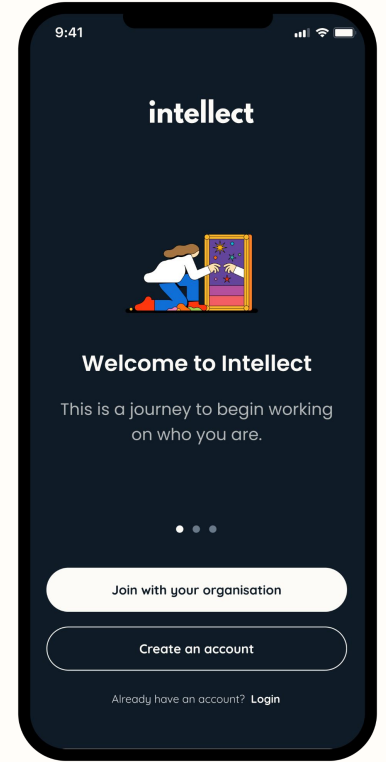 9:41
intellect
Welcome to Intellect
This is a journey to begin working
on who you are.
Join with your organisation
Create an account
Already have an account? Login